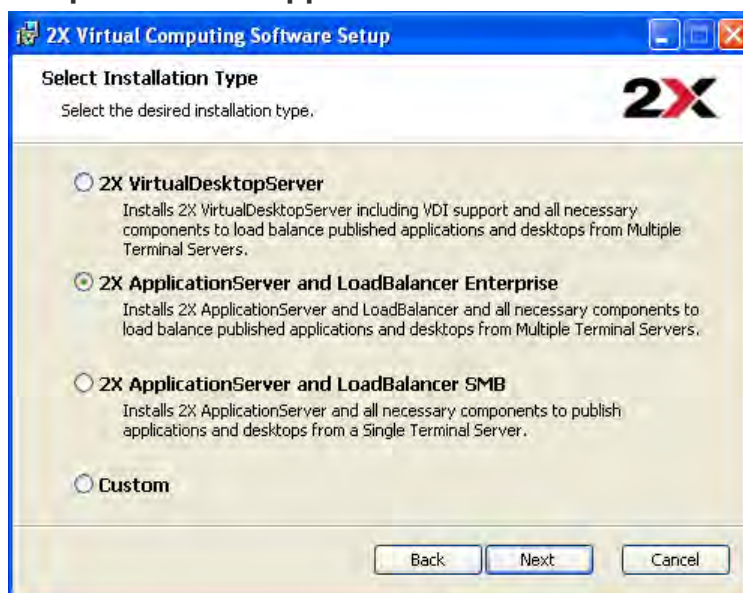 2X Virtual Computing Software Setup
Select Installation Type
Select the desired installation type.
2X
2X VirtualDesktopServer
Installs 2X VirtualDesktopServer including VDI support and all necessary
components to load balance published applications and desktops from Multiple
Terminal Servers.
2X ApplicationServer and LoadBalancer Enterprise
Installs 2X ApplicationServer and LoadBalancer and all necessary components to
load balance published applications and desktops from Multiple Terminal Servers.
2X ApplicationServer and LoadBalancer SMB
Installs 2X ApplicationServer and all necessary components to publish
applications and desktops from a Single Terminal Server.
Custom
Back Next Cancel